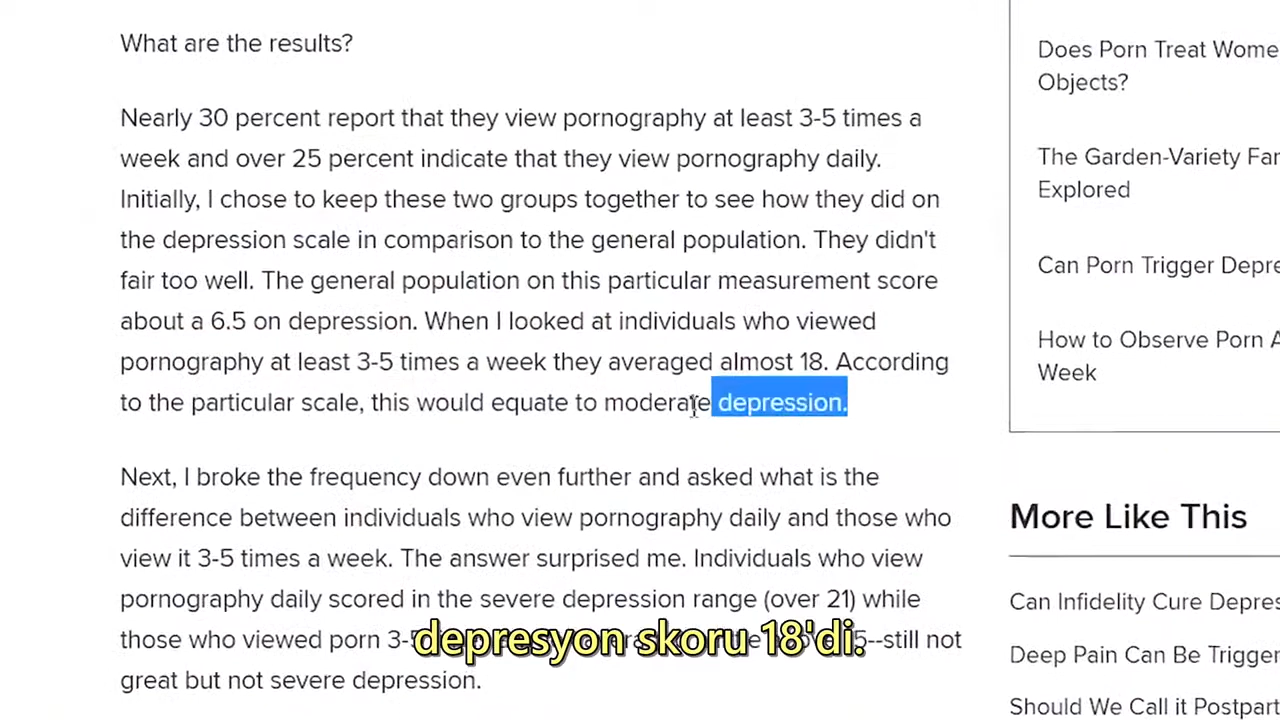 What are the results?
Nearly 30 percent report that they view pornography at least 3-5 times a
week and over 25 percent indicate that they view pornography daily.
Initially, I chose to keep these two groups together to see how they did on
the depression scale in comparison to the general population. They didn't
fair too well. The general population on this particular measurement score
about a 6.5 on depression. When I looked at individuals who viewed
pornography at least 3-5 times a week they averaged almost 18. According
to the particular scale, this would equate to moderate depression.
Next, I broke the frequency down even further and asked what is the
difference between individuals who view pornography daily and those who
view it 3-5 times a week. The answer surprised me. Individuals who view
pornography daily scored in the severe depression range (over 21) while
those who viewed porn 3- --still not
great but not severe depression.
depresyon skoru 18'di.
Does Porn Treat Wome
Objects?
The Garden-Variety Fan
Explored
Can Porn Trigger Depre
How to Observe Porn A
Week
More Like This
Can Infidelity Cure Depres
Deep Pain Can Be Trigger
Should We Call it Postpart